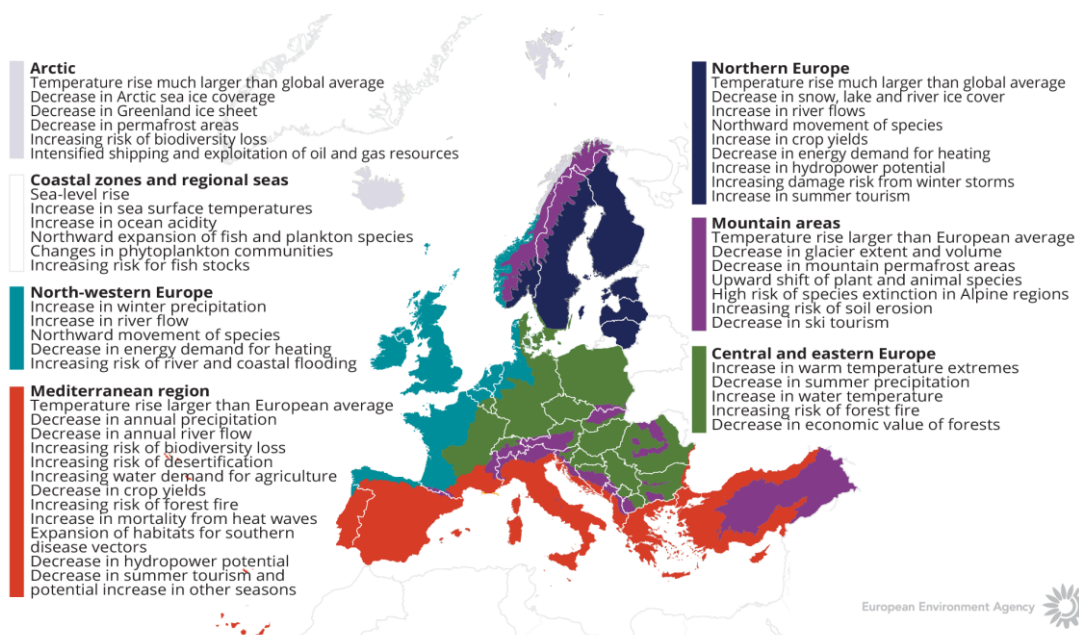 Arctic
Temperature rise much larger than global average
Decrease in Arctic sea ice coverage
Decrease in Greenland ice sheet
Decrease in permafrost areas
Increasing risk of biodiversity loss
Intensified shipping and exploitation of oil and gas resources
Coastal zones and regional seas
Sea-level rise
Increase in sea surface temperatures
Increase in ocean acidity
Northward expansion of fish and plankton species
Changes in phytoplankton communities
Increasing risk for fish stocks
North-western Europe
Increase in winter precipitation
Increase in river flow
Northward movement of species
Decrease in energy demand for heating
Increasing risk of river and coastal flooding
Mediterranean region
Temperature rise larger than European average
Decrease in annual precipitation
Decrease in annual river flow
Increasing risk of biodiversity loss
Increasing risk of desertification
Increasing water demand for agriculture
Decrease in crop yields
Increasing risk of forest fire
Increase in mortality from heat waves
Expansion of habitats for southern
disease vectors
Decrease in hydropower potential
Decrease in summer tourism and
potential increase in other seasons
Northern Europe
Temperature rise much larger than global average
Decrease in snow, lake and river ice cover
Increase in river flows
Northward movement of species
Increase in crop yields
Decrease in energy demand for heating
Increase in hydropower potential
Increasing damage risk from winter storms
Increase in summer tourism
Mountain areas
Temperature rise larger than European average
Decrease in glacier extent and volume
Decrease in mountain permafrost areas
Upward shift of plant and animal species
High risk of species extinction in Alpine regions
Increasing risk of soil erosion
Decrease in ski tourism
Central and eastern Europe
Increase in warm temperature extremes
Decrease in summer precipitation
Increase in water temperature
Increasing risk of forest fire
Decrease in economic value of forests
European Environment Agency